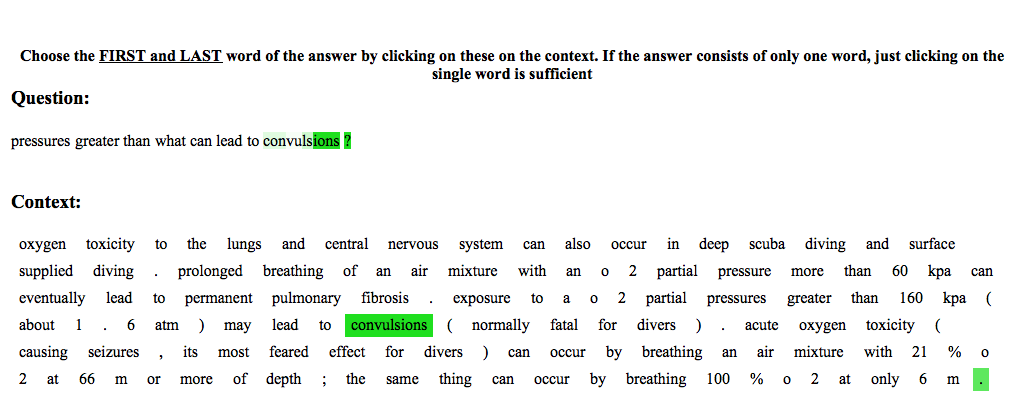 Choose the FIRST and LAST word of the answer by clicking on these on the context. If the answer consists of only one word, just clicking on the
single word is sufficient
Question:
pressures greater than what can lead to convulsions ?
Context:
oxygen toxicity to the lungs and central nervous system can also occur in deep scuba diving and surface
supplied diving . prolonged breathing of an air mixture with an o 2 partial pressure more than 60 kpa can
eventually lead to permanent pulmonary fibrosis . exposure to a o 2 partial pressures greater than 160 kpa (
about 1 . 6 atm ) may lead to convulsions ( normally fatal for divers ) . acute oxygen toxicity (
causing seizures , its most feared effect for divers ) can occur by breathing an air mixture with 21 % o
2 at 66 m or more of depth ; the same thing can occur by breathing 100 % o 2 at only 6 m .